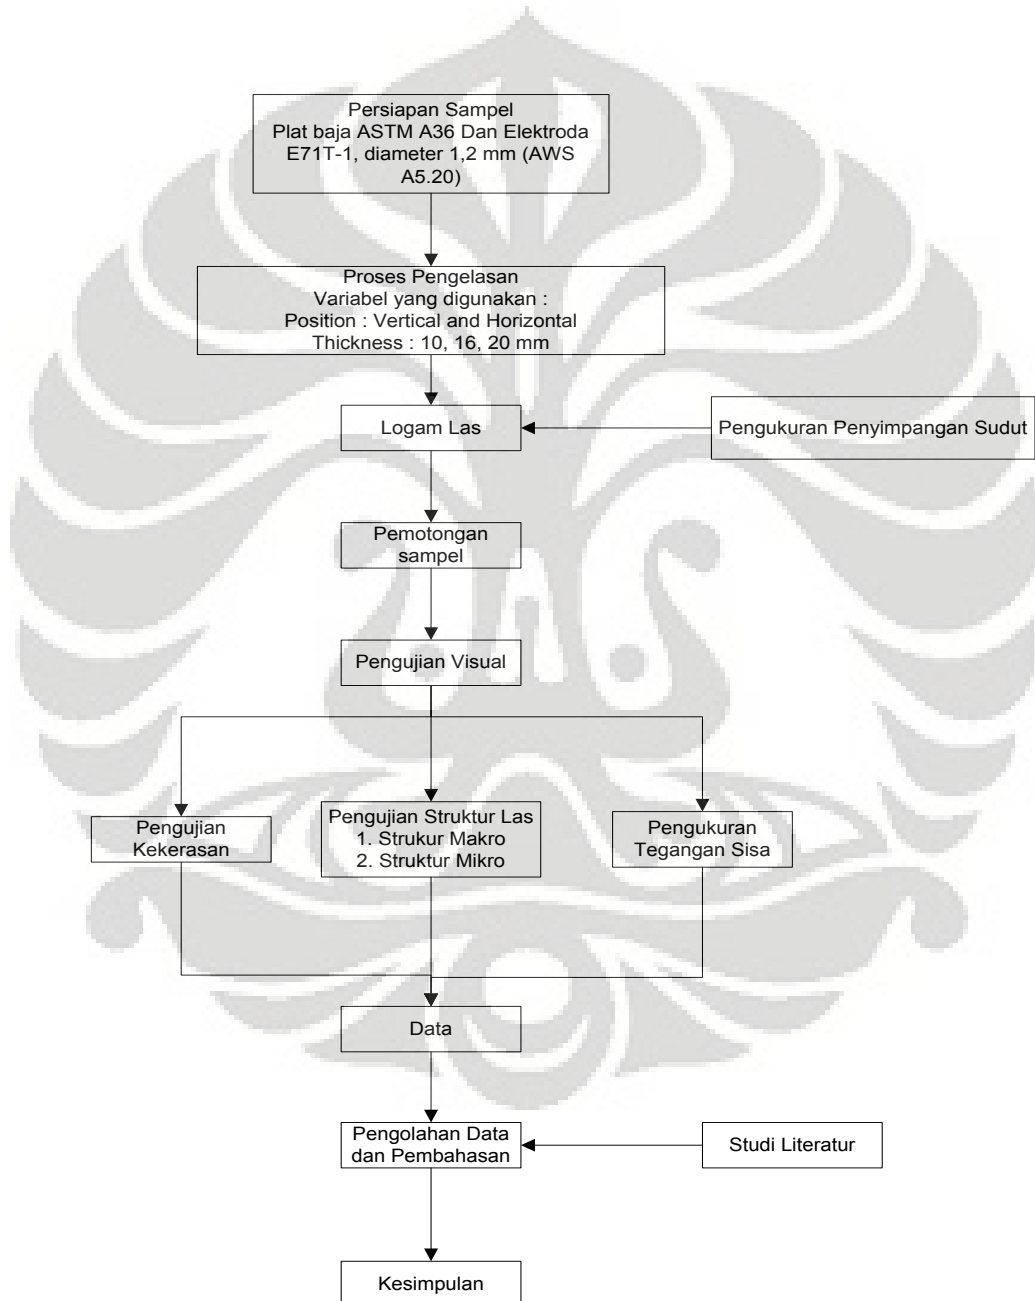 Persiapan Sampel
Plat baja ASTM A36 Dan Elektroda
E71T-1, diameter 1,2 mm (AWS
A5.20)
Proses Pengelasan
Variabel yang digunakan :
Position : Vertical and Horizontal
Thickness : 10, 16, 20 mm
Logam Las
Pengukuran Penyimpangan Sudut
Pemotongan
sampel
Pengujian Visual
Pengujian
Kekerasan
Pengujian Struktur Las
1. Strukur Makro
2. Struktur Mikro
Pengukuran
Tegangan Sisa
Data
Pengolahan Data
dan Pembahasan
Studi Literatur
Kesimpulan